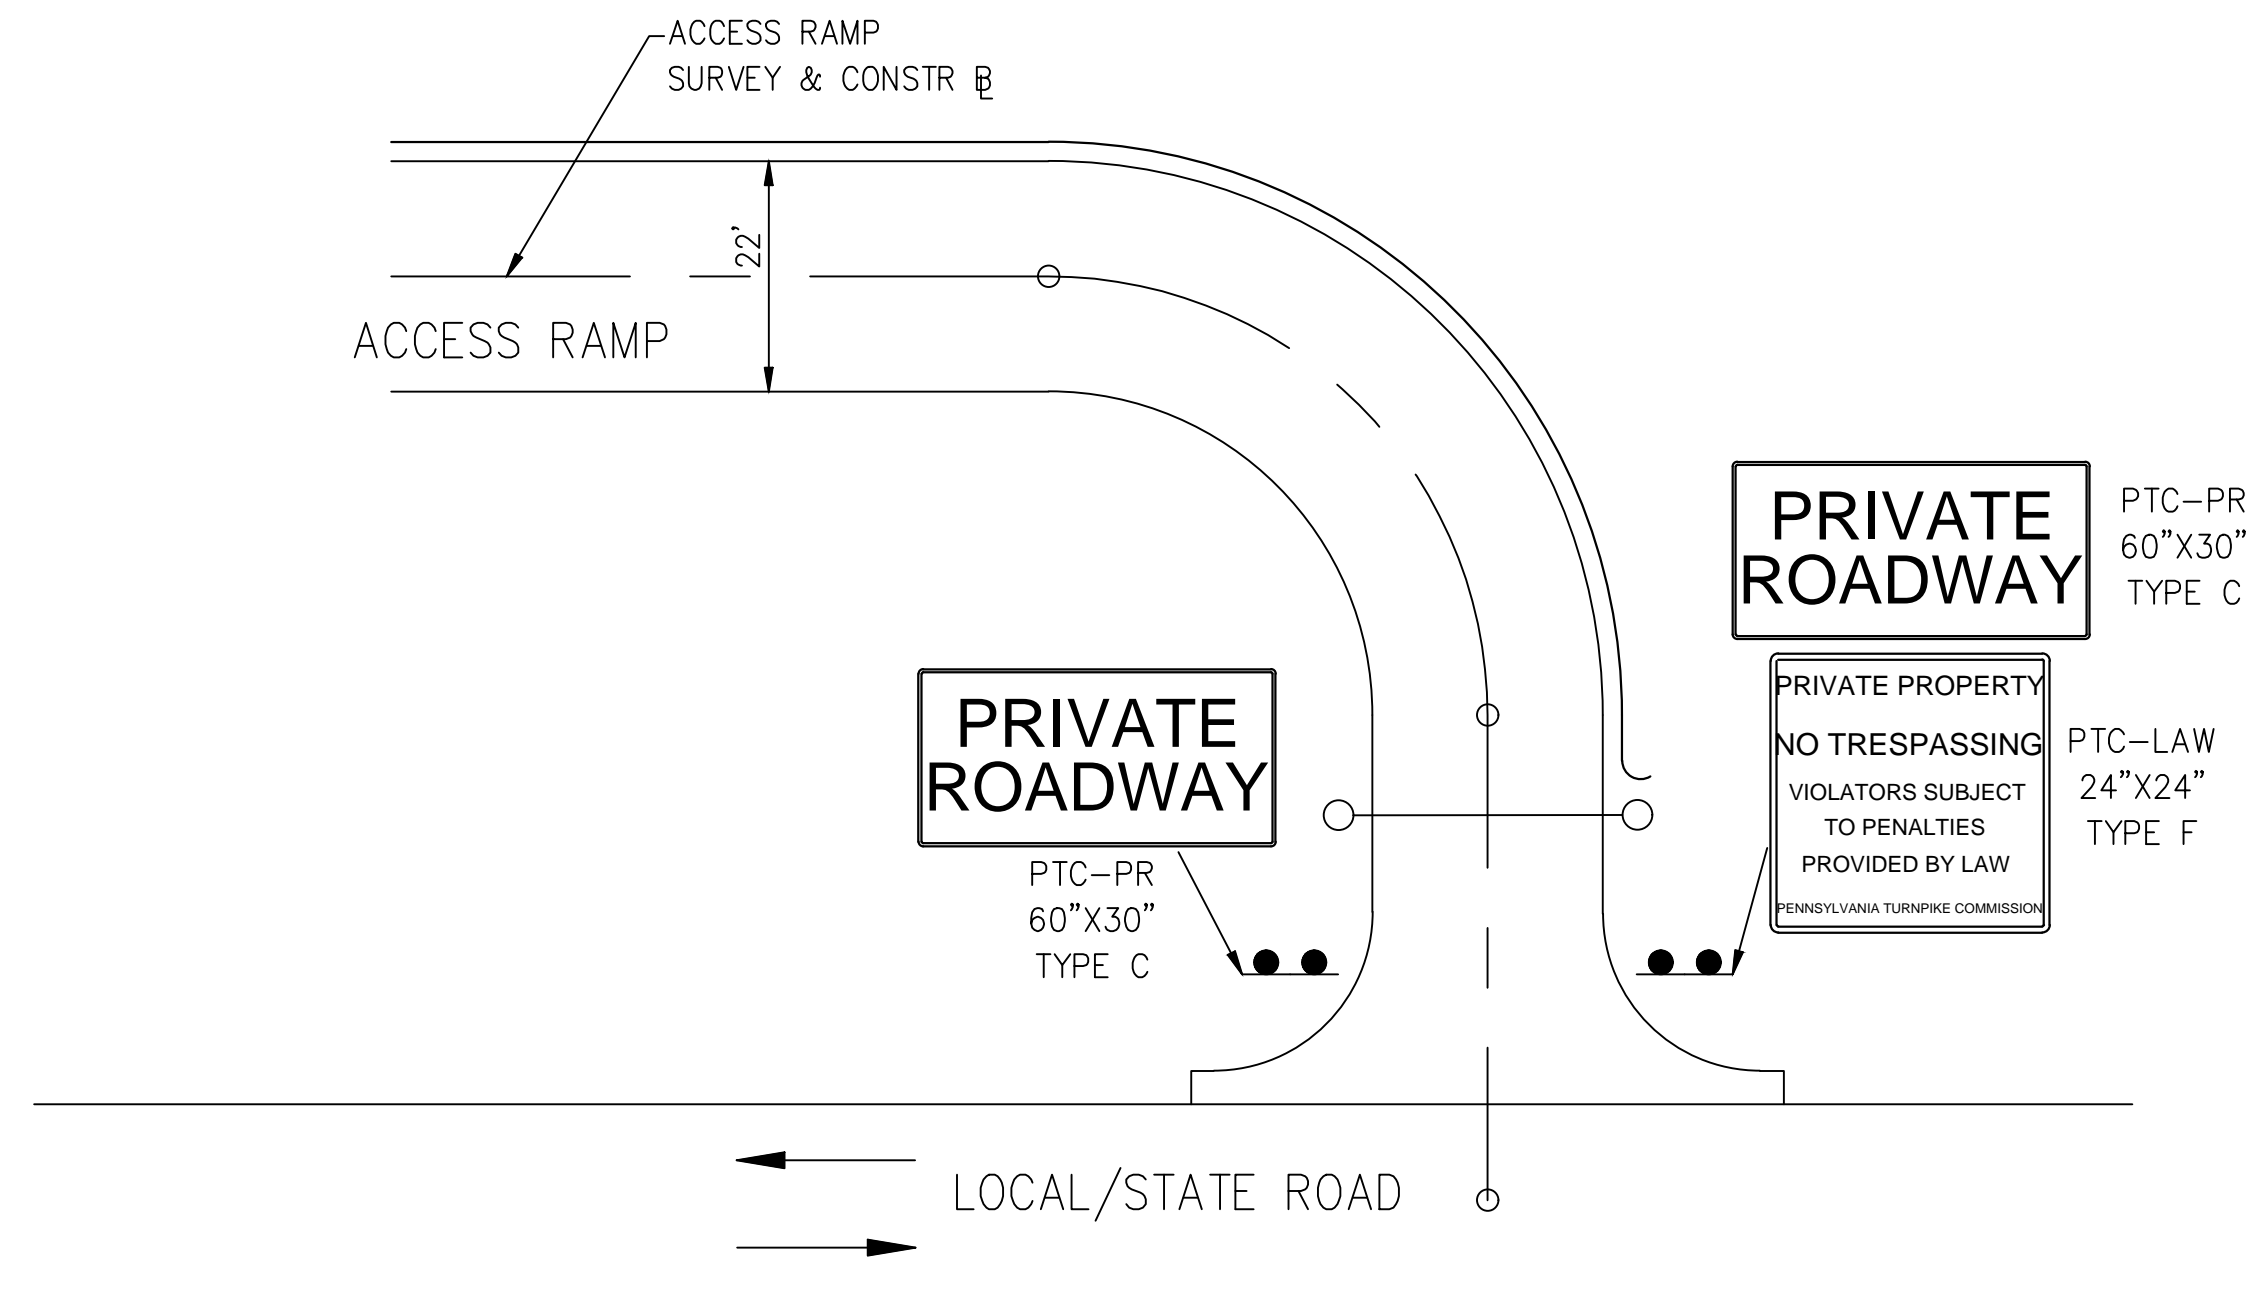 ACCESS RAMP
SURVEY & CONSTR BL
22'
ACCESS RAMP
PRIVATE
ROADWAY
PTC-PR
60"X30"
TYPE C
PRIVATE PROPERTY
NO TRESPASSING
VIOLATORS SUBJECT
TO PENALTIES
PROVIDED BY LAW
PENNSYLVANIA TURNPIKE COMMISSION
PTC-LAW
24"X24"
TYPE F
PRIVATE
ROADWAY
PTC-PR
60"X30"
TYPE C
LOCAL/STATE ROAD